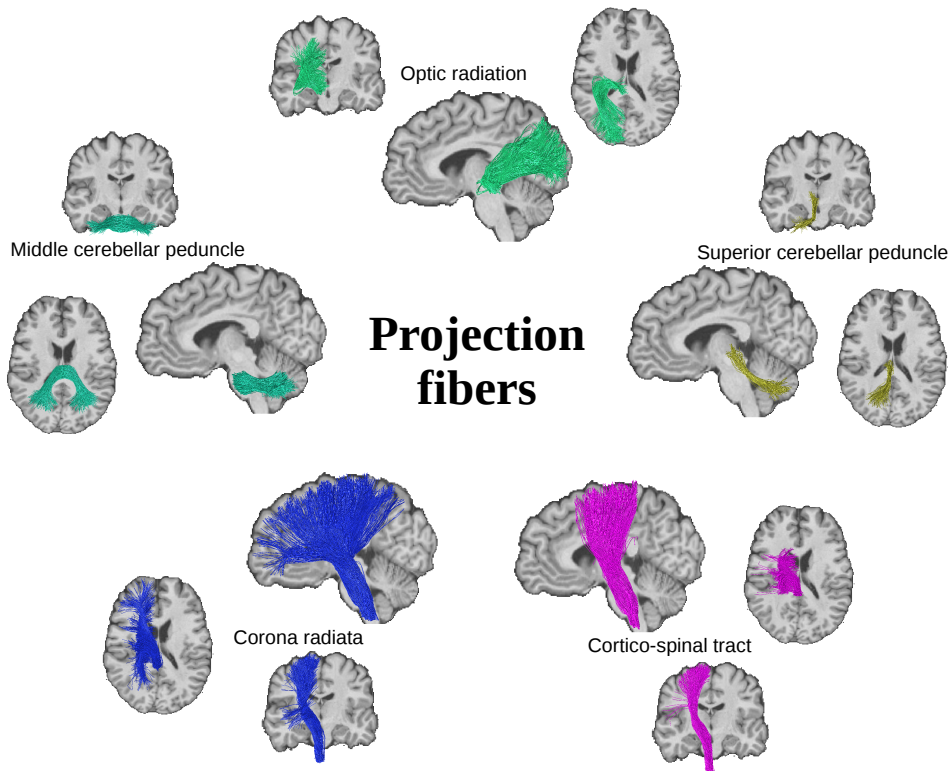 Optic radiation
Middle cerebellar peduncle
Superior cerebellar peduncle
Projection
fibers
Corona radiata
Cortico-spinal tract